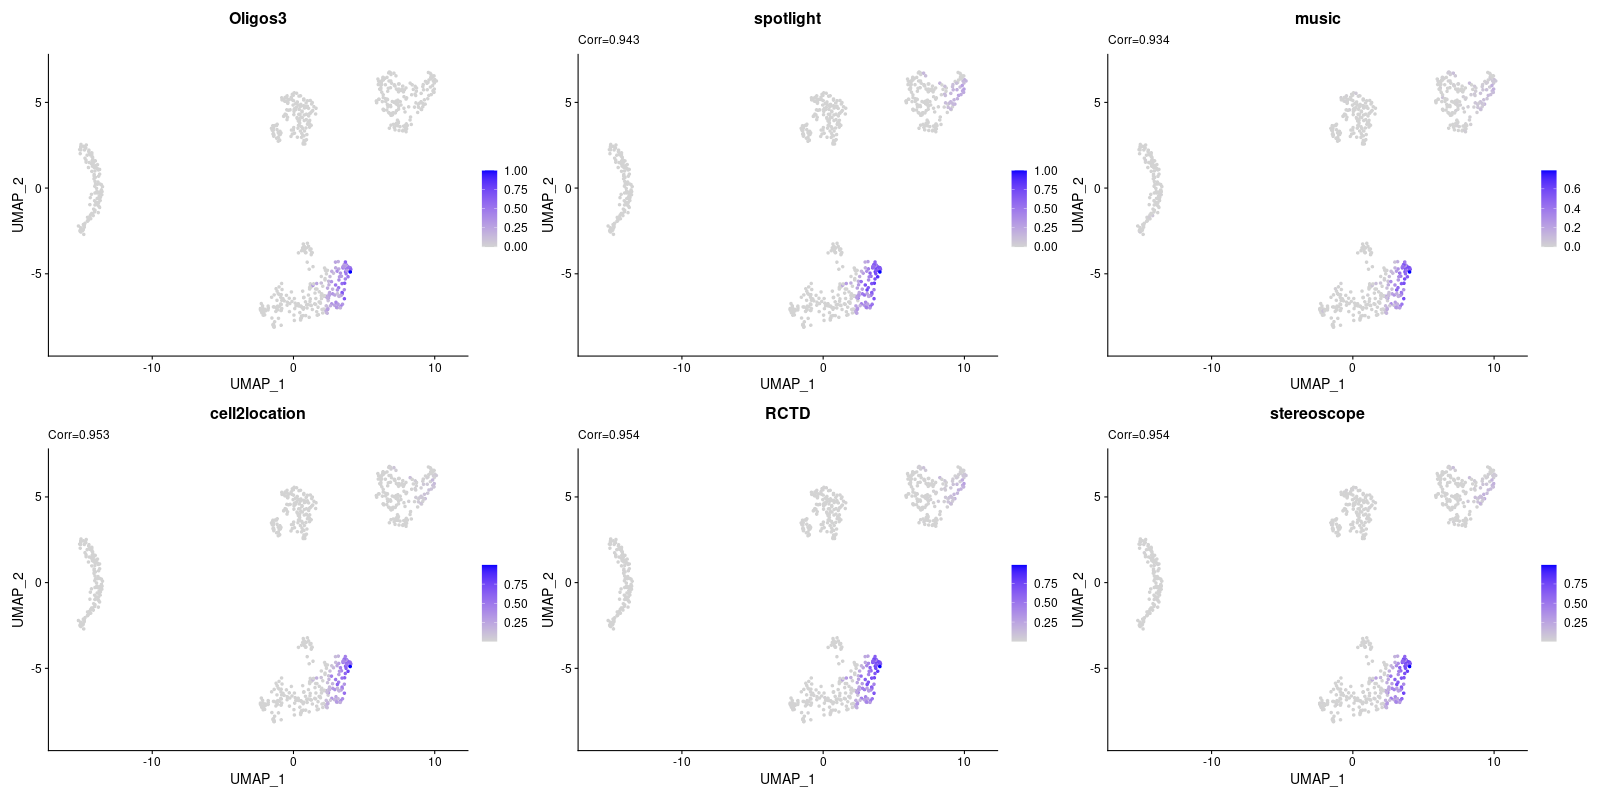 Oligos3
5
0
-5
-10
0
10
UMAP_1
UMAP_2
1.00
0.75
0.50
0.25
0.00
spotlight
Corr=0.943
5
0
-5
-10
0
10
UMAP_1
UMAP_2
1.00
0.75
0.50
0.25
0.00
music
Corr=0.934
5
0
-5
-10
0
10
UMAP_1
UMAP_2
0.6
0.4
0.2
0.0
cell2location
Corr=0.953
5
0
-5
-10
0
10
UMAP_1
UMAP_2
0.75
0.50
0.25
RCTD
Corr=0.954
5
0
-5
-10
0
10
UMAP_1
UMAP_2
0.75
0.50
0.25
stereoscope
Corr=0.954
5
0
-5
-10
0
10
UMAP_1
UMAP_2
0.75
0.50
0.25